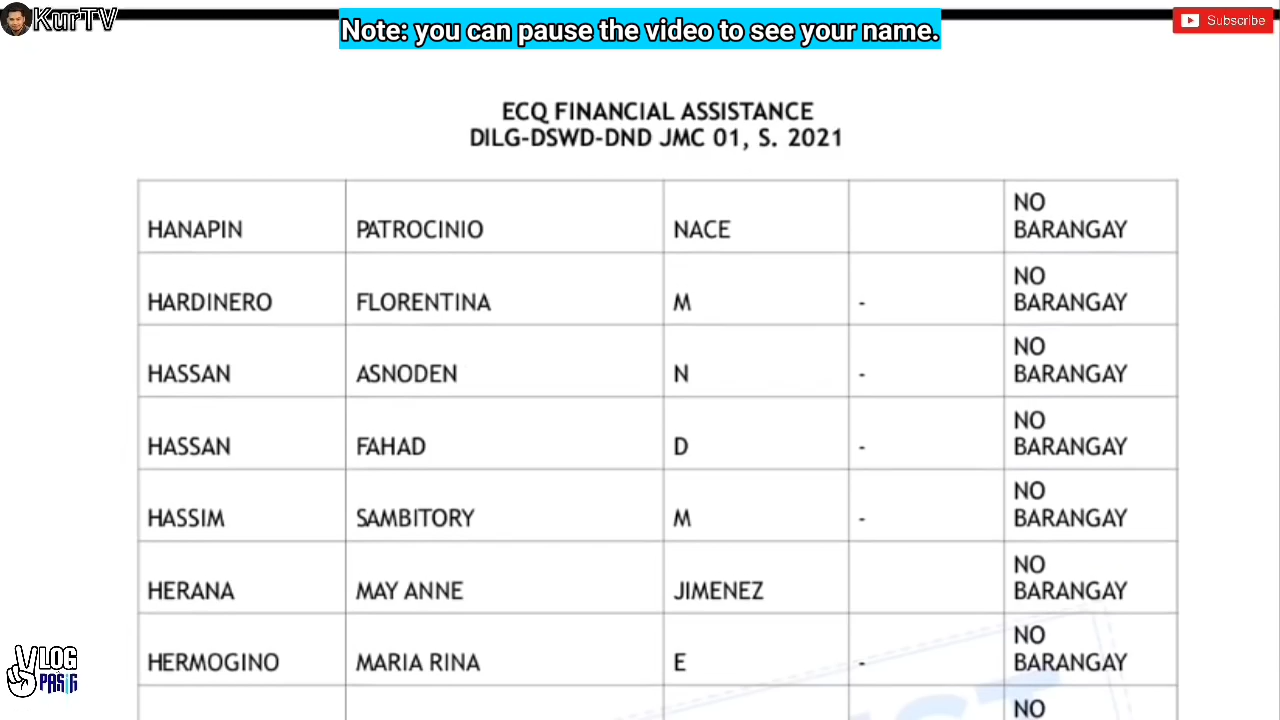 KurTV
Note: you can pause the video to see your name.
Subscribe
ECQ FINANCIAL ASSISTANCE
DILG-DSWD-DND JMC 01, S. 2021
HANAPIN PATROCINIO NACE NO BARANGAY
HARDINERO FLORENTINA M - NO BARANGAY
HASSAN ASNODEN N - NO BARANGAY
HASSAN FAHAD D - NO BARANGAY
HASSIM SAMBITORY M - NO BARANGAY
HERANA MAY ANNE JIMENEZ NO BARANGAY
HERMOGINO MARIA RINA E - NO BARANGAY
NO
VLOG
PASIG